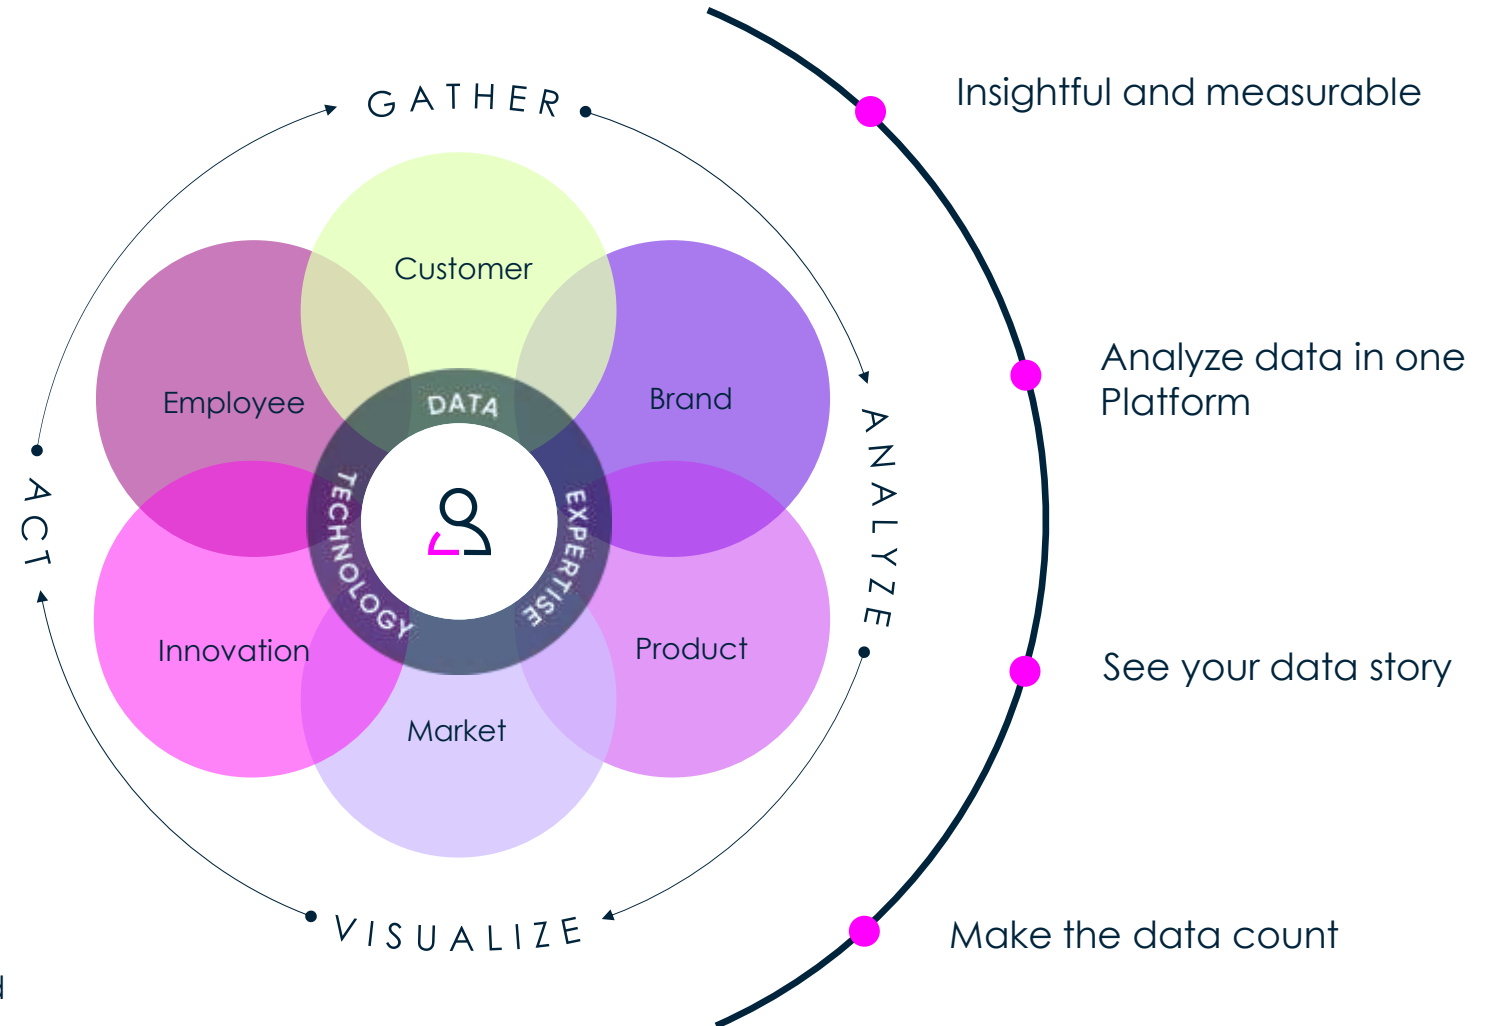 GATHER
Insightful and measurable
Customer
Employee
Brand
DATA
Analyze data in one
Platform
ANALYZE
TECHNOLOGY
EXPERTISE
ACT
Innovation
Product
See your data story
Market
VISUALIZE
Make the data count